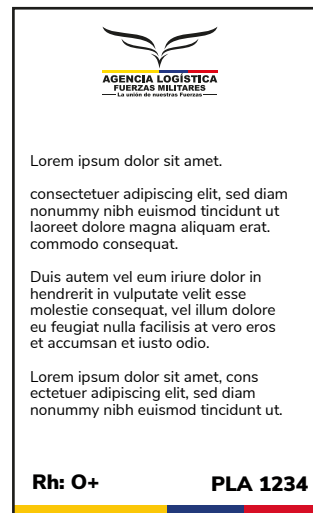 AGENCIA LOGÍSTICA
FUERZAS MILITARES
La unión de nuestras Fuerzas
Lorem ipsum dolor sit amet.
consectetuer adipiscing elit, sed diam
nonummy nibh euismod tincidunt ut
laoreet dolore magna aliquam erat.
commodo consequat.
Duis autem vel eum iriure dolor in
hendrerit in vulputate velit esse
molestie consequat, vel illum dolore
eu feugiat nulla facilisis at vero eros
et accumsan et iusto odio.
Lorem ipsum dolor sit amet, cons
ectetuer adipiscing elit, sed diam
nonummy nibh euismod tincidunt ut.
Rh: O+ PLA 1234